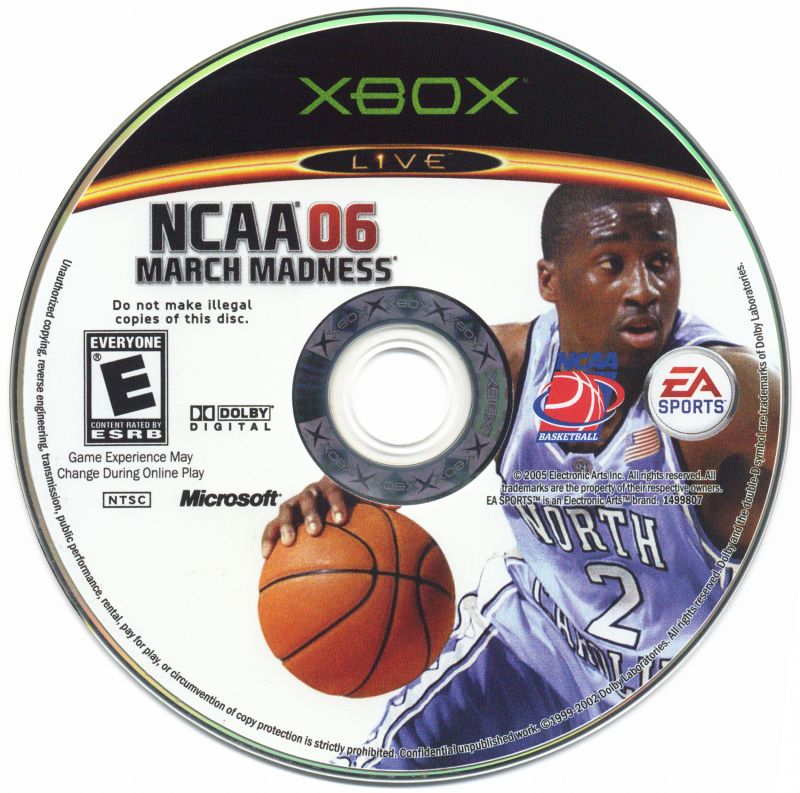 XBOX
LIVE
NCAA® 06
MARCH MADNESS®
Do not make illegal
copies of this disc.
EVERYONE
E
®
CONTENT RATED BY
ESRB
DOLBY
DIGITAL
Game Experience May
Change During Online Play
NTSC
Microsoft®
XBOX
NCAA
BASKETBALL
EA
SPORTS™
© 2005 Electronic Arts Inc. All rights reserved. All
trademarks are the property of their respective owners.
EA SPORTS™ is an Electronic Arts™ brand. 1499807
NORTH
2
CAROLINA
Unauthorized copying, reverse engineering, transmission, public performance, rental, pay for play, or circumvention of copy protection is strictly prohibited. Confidential unpublished work. ©1999-2002 Dolby Laboratories. All rights reserved. Dolby and the double-D symbol are trademarks of Dolby Laboratories.